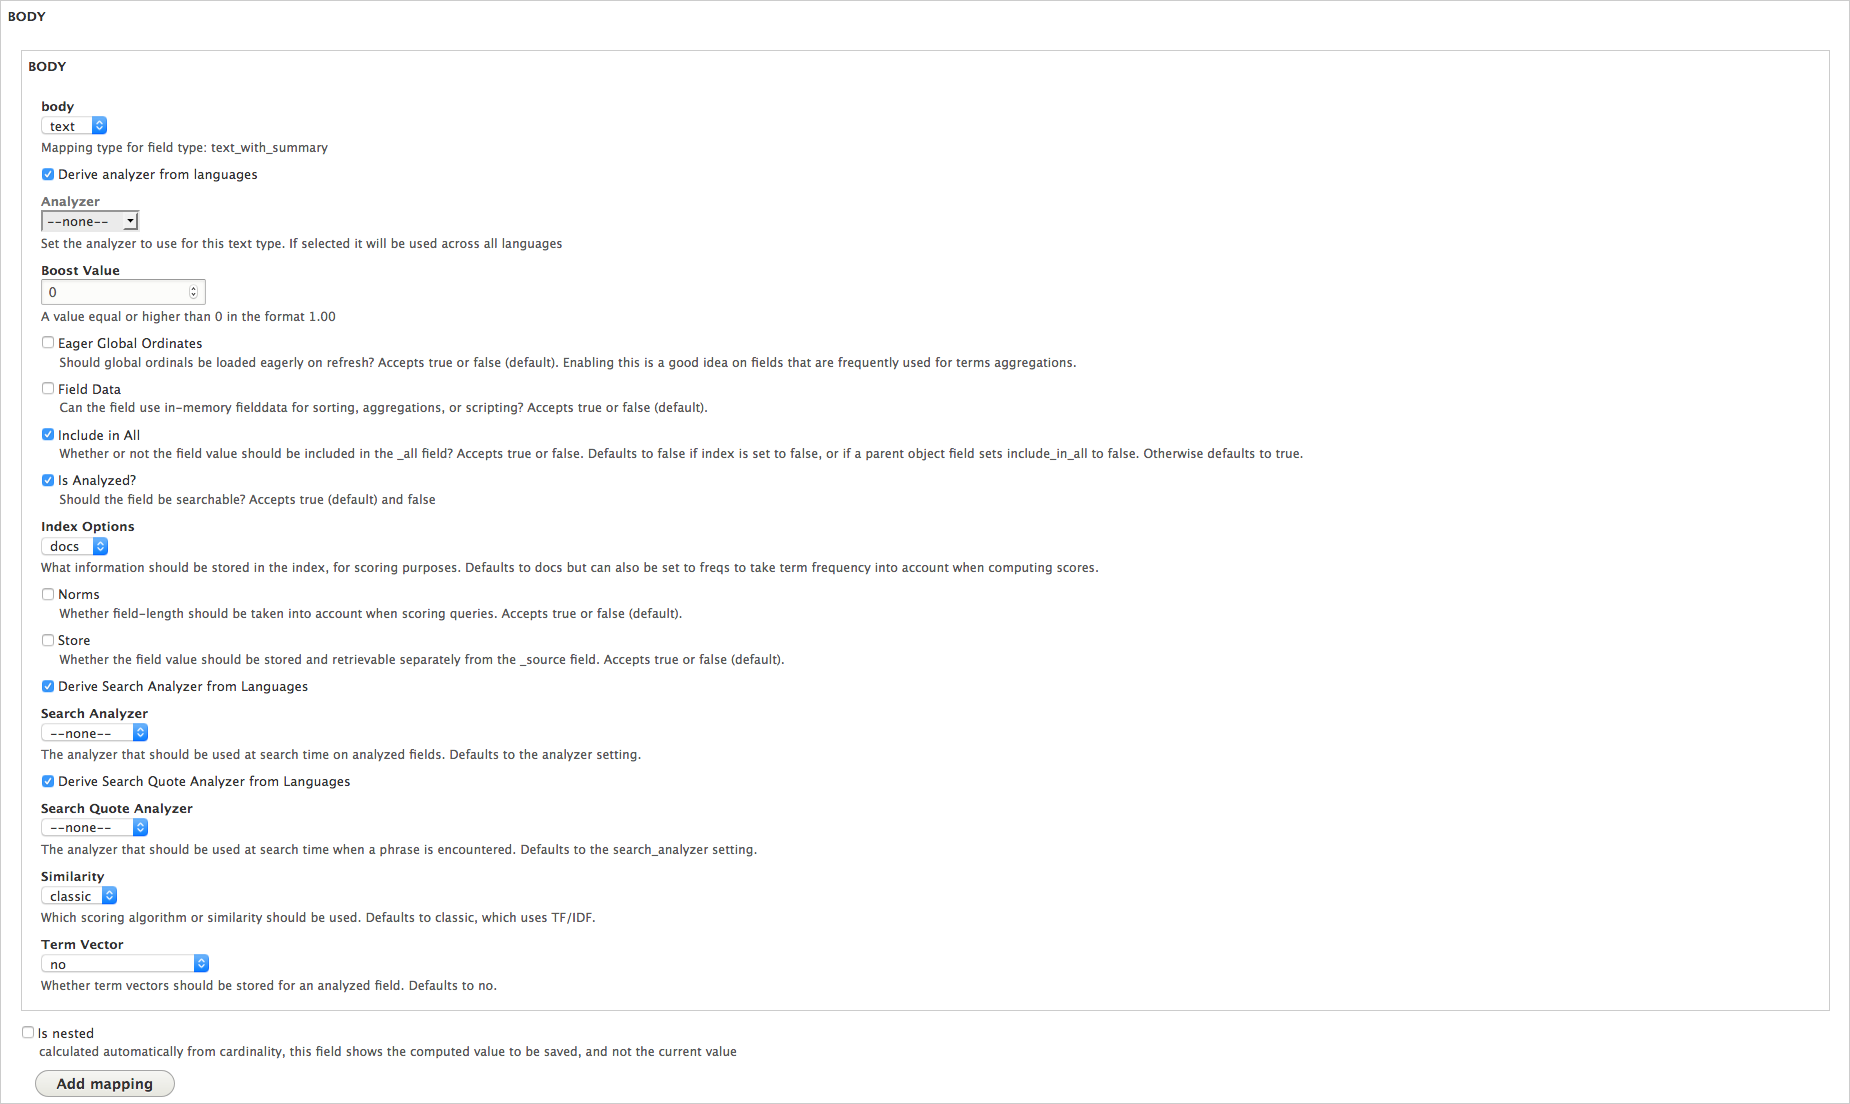 BODY
BODY
body
text
Mapping type for field type: text_with_summary
Derive analyzer from languages
Analyzer
--none--
Set the analyzer to use for this text type. If selected it will be used across all languages
Boost Value
0
A value equal or higher than 0 in the format 1.00
Eager Global Ordinates
Should global ordinals be loaded eagerly on refresh? Accepts true or false (default). Enabling this is a good idea on fields that are frequently used for terms aggregations.
Field Data
Can the field use in-memory fielddata for sorting, aggregations, or scripting? Accepts true or false (default).
Include in All
Whether or not the field value should be included in the _all field? Accepts true or false. Defaults to false if index is set to false, or if a parent object field sets include_in_all to false. Otherwise defaults to true.
Is Analyzed?
Should the field be searchable? Accepts true (default) and false
Index Options
docs
What information should be stored in the index, for scoring purposes. Defaults to docs but can also be set to freqs to take term frequency into account when computing scores.
Norms
Whether field-length should be taken into account when scoring queries. Accepts true or false (default).
Store
Whether the field value should be stored and retrievable separately from the _source field. Accepts true or false (default).
Derive Search Analyzer from Languages
Search Analyzer
--none--
The analyzer that should be used at search time on analyzed fields. Defaults to the analyzer setting.
Derive Search Quote Analyzer from Languages
Search Quote Analyzer
--none--
The analyzer that should be used at search time when a phrase is encountered. Defaults to the search_analyzer setting.
Similarity
classic
Which scoring algorithm or similarity should be used. Defaults to classic, which uses TF/IDF.
Term Vector
no
Whether term vectors should be stored for an analyzed field. Defaults to no.
Is nested
calculated automatically from cardinality, this field shows the computed value to be saved, and not the current value
Add mapping